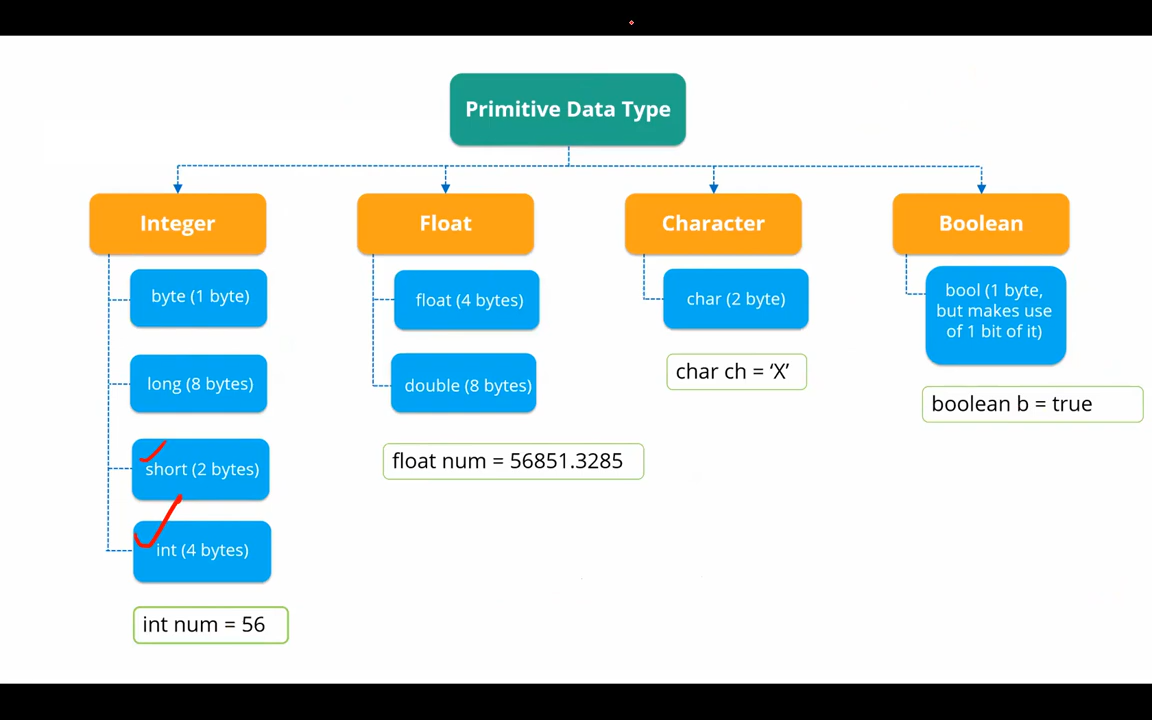 Primitive Data Type
Integer
Float
Character
Boolean
byte (1 byte)
long (8 bytes)
short (2 bytes)
int (4 bytes)
int num = 56
float (4 bytes)
double (8 bytes)
float num = 56851.3285
char (2 byte)
char ch = ‘X’
bool (1 byte,
but makes use
of 1 bit of it)
boolean b = true